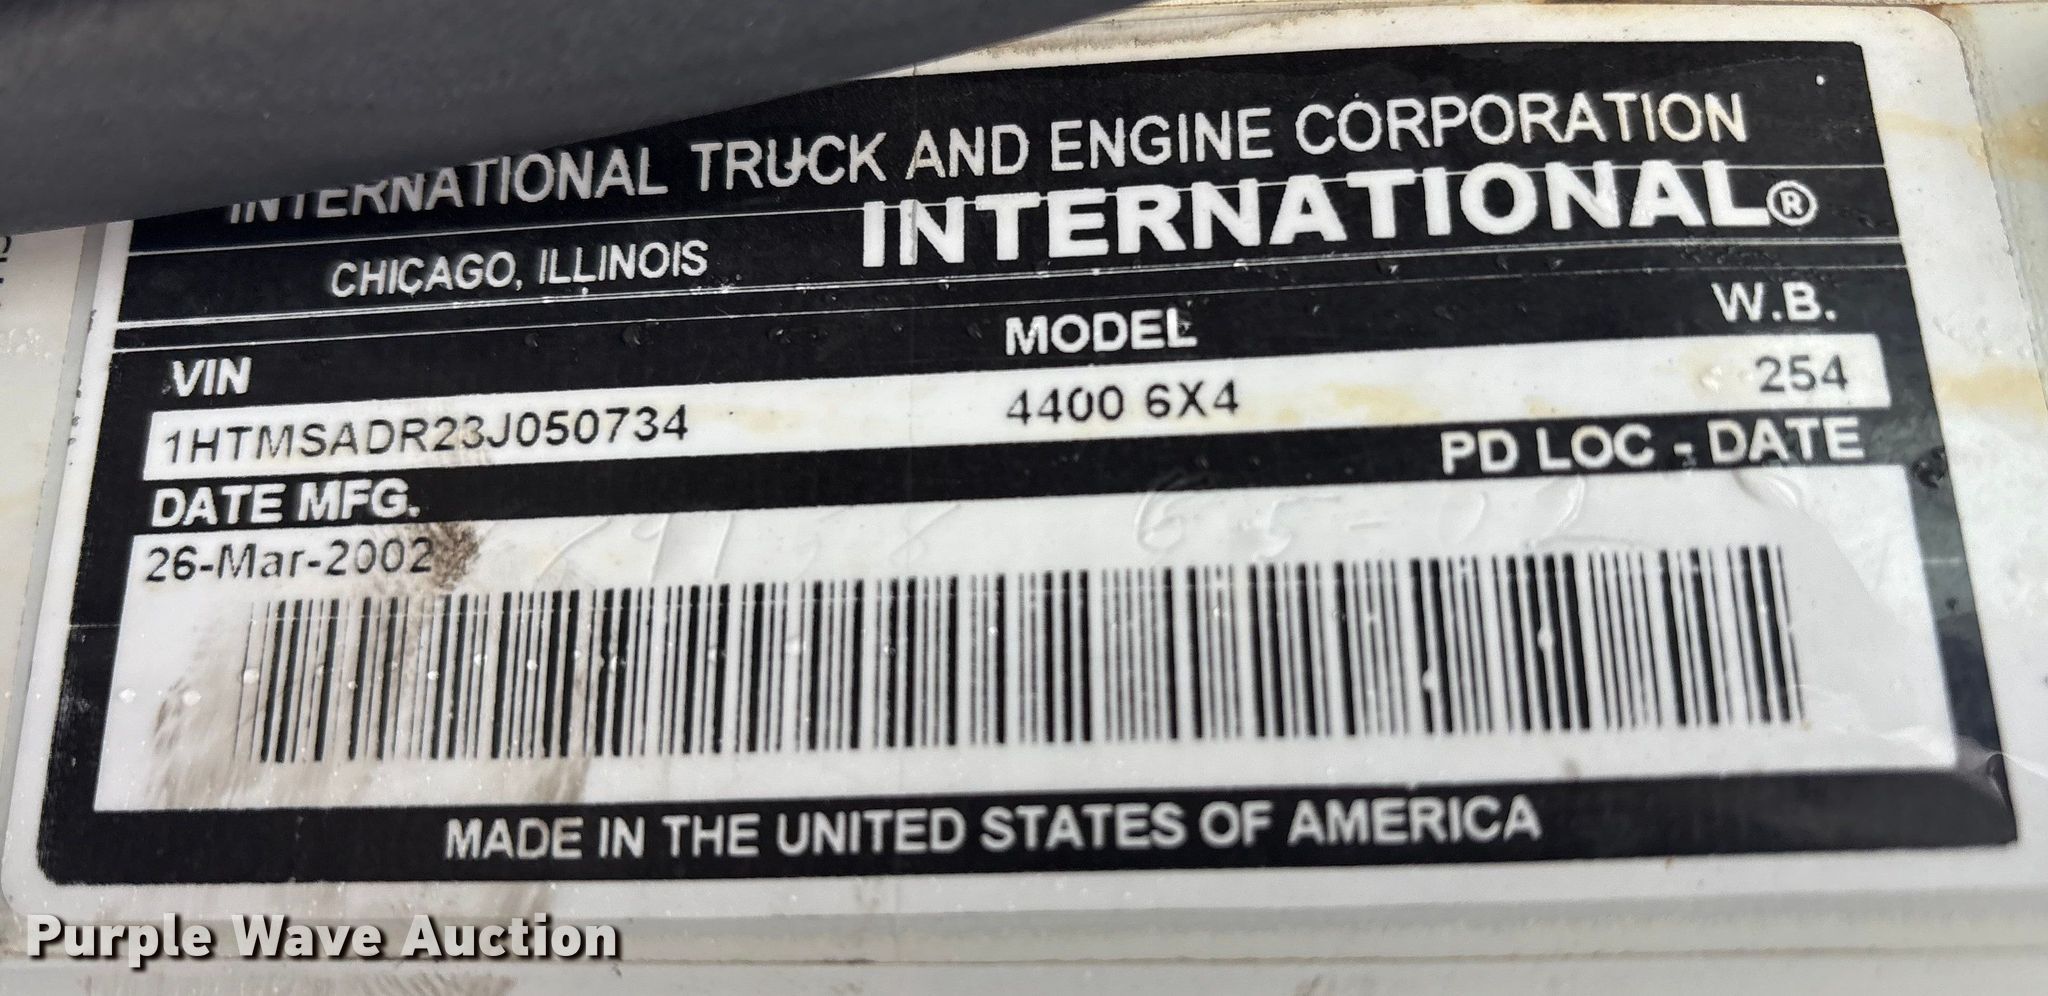 INTERNATIONAL TRUCK AND ENGINE CORPORATION
CHICAGO, ILLINOIS
INTERNATIONAL®
VIN MODEL W.B.
1HTMSADR23J050734 4400 6X4 254
DATE MFG. PD LOC - DATE
26-Mar-2002
MADE IN THE UNITED STATES OF AMERICA
Purple Wave Auction